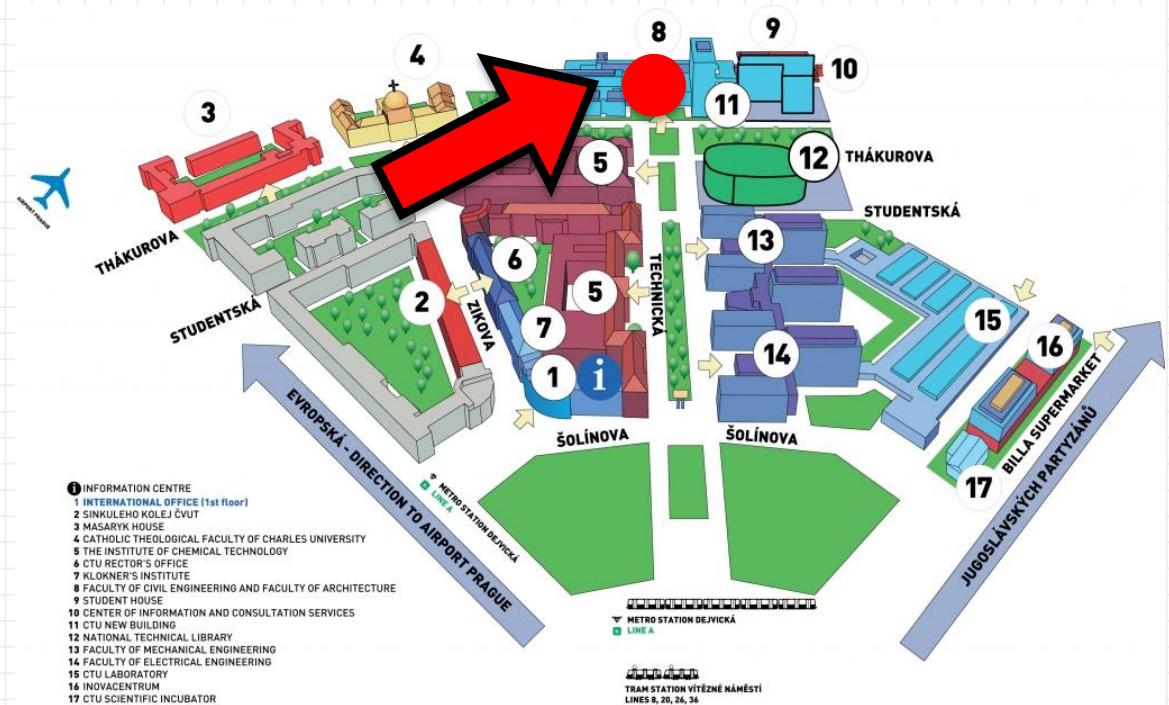 8
9
4
10
3
11
5
12
THÁKUROVA
AIRPORT PRAGUE
STUDENTSKÁ
THÁKUROVA
13
6
TECHNICKÁ
2
5
STUDENTSKÁ
ZIKOVA
15
7
14
16
1
i
EVROPSKÁ - DIRECTION TO AIRPORT PRAGUE
ŠOLÍNOVA
ŠOLÍNOVA
BILLA SUPERMARKET
17
JUGOSLÁVSKÝCH PARTYZÁNŮ
METRO STATION DEJVICKÁ
LINE A
i INFORMATION CENTRE
1 INTERNATIONAL OFFICE (1st floor)
2 SINKULEHO KOLEJ ČVUT
3 MASARYK HOUSE
4 CATHOLIC THEOLOGICAL FACULTY OF CHARLES UNIVERSITY
5 THE INSTITUTE OF CHEMICAL TECHNOLOGY
6 CTU RECTOR'S OFFICE
7 KLOKNER'S INSTITUTE
8 FACULTY OF CIVIL ENGINEERING AND FACULTY OF ARCHITECTURE
9 STUDENT HOUSE
10 CENTER OF INFORMATION AND CONSULTATION SERVICES
11 CTU NEW BUILDING
12 NATIONAL TECHNICAL LIBRARY
13 FACULTY OF MECHANICAL ENGINEERING
14 FACULTY OF ELECTRICAL ENGINEERING
15 CTU LABORATORY
16 INOVACENTRUM
17 CTU SCIENTIFIC INCUBATOR
METRO STATION DEJVICKÁ
LINE A
TRAM STATION VÍTĚZNÉ NÁMĚSTÍ
LINES 8, 20, 26, 36